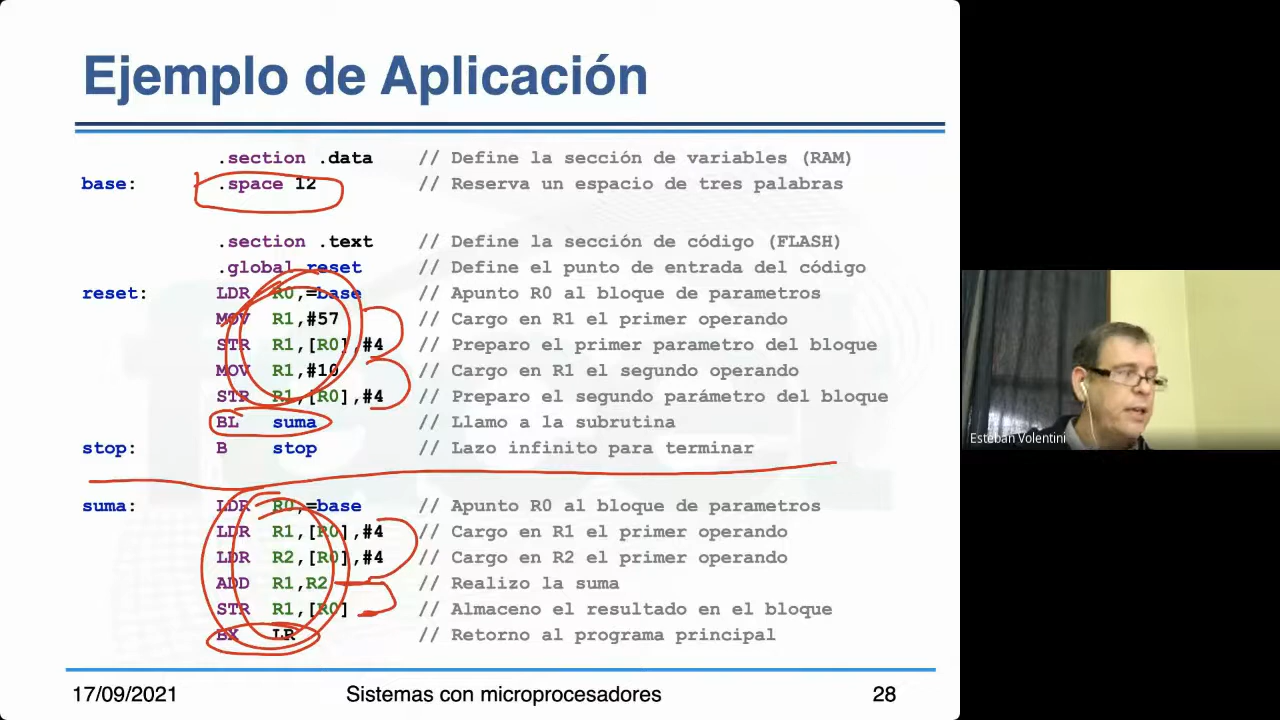 Ejemplo de Aplicación
.section .data // Define la sección de variables (RAM)
base: .space 12 // Reserva un espacio de tres palabras
.section .text // Define la sección de código (FLASH)
.global reset // Define el punto de entrada del código
reset: LDR R0,=base // Apunto R0 al bloque de parametros
MOV R1,#57 // Cargo en R1 el primer operando
STR R1,[R0],#4 // Preparo el primer parametro del bloque
MOV R1,#10 // Cargo en R1 el segundo operando
STR R1,[R0],#4 // Preparo el segundo parámetro del bloque
BL suma // Llamo a la subrutina
stop: B stop // Lazo infinito para terminar
suma: LDR R0,=base // Apunto R0 al bloque de parametros
LDR R1,[R0],#4 // Cargo en R1 el primer operando
LDR R2,[R0],#4 // Cargo en R2 el primer operando
ADD R1,R2 // Realizo la suma
STR R1,[R0] // Almaceno el resultado en el bloque
BX LR // Retorno al programa principal
17/09/2021 Sistemas con microprocesadores 28
Esteban Volentini